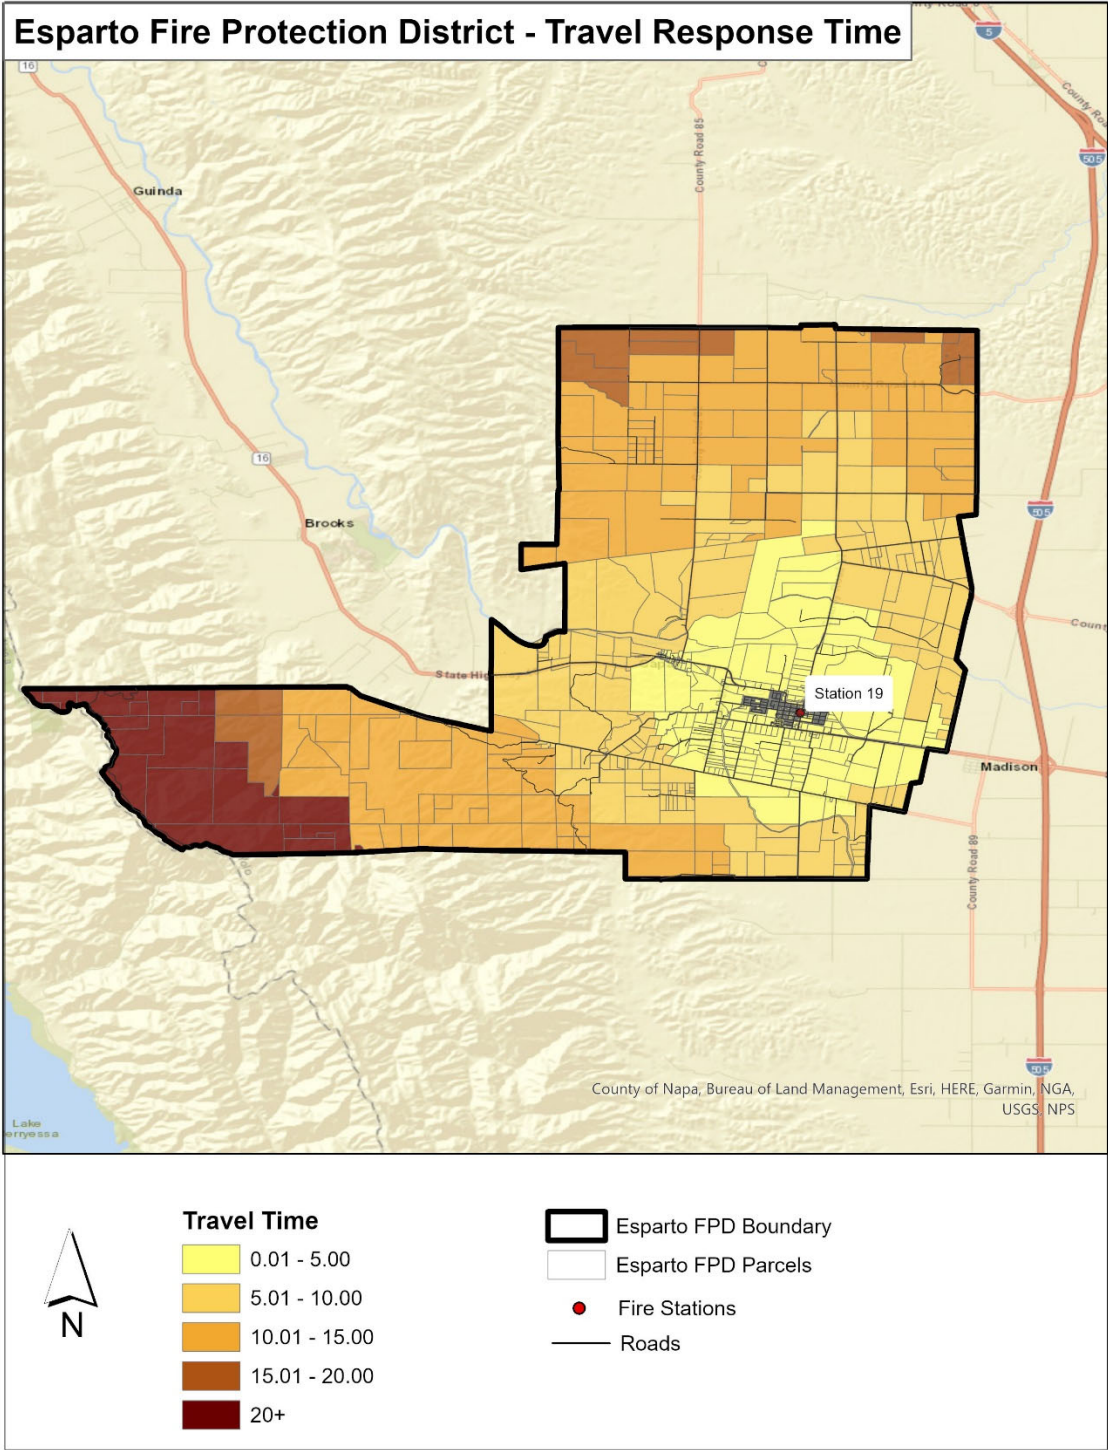 Esparto Fire Protection District - Travel Response Time
16
5
County Road 85
505
Guinda
16
Brooks
505
State Hig
Station 19
Madison
County Road 89
505
County of Napa, Bureau of Land Management, Esri, HERE, Garmin, NGA,
USGS, NPS
Lake
erryessa
N
Travel Time
0.01 - 5.00
5.01 - 10.00
10.01 - 15.00
15.01 - 20.00
20+
Esparto FPD Boundary
Esparto FPD Parcels
Fire Stations
Roads